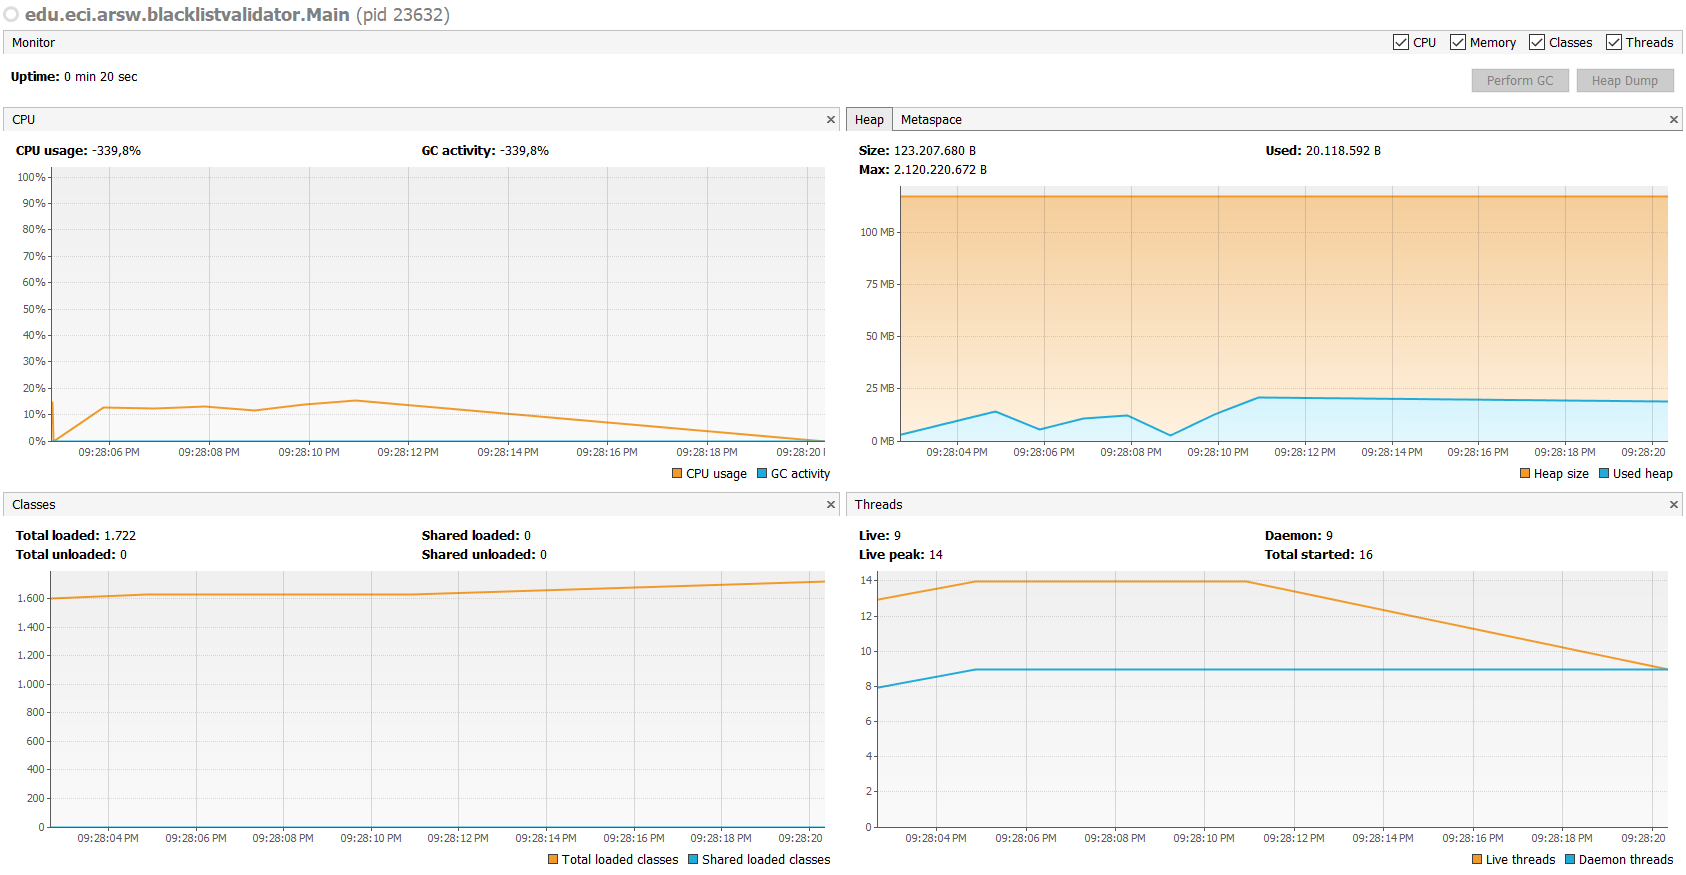 edu.eci.arsw.blacklistvalidator.Main (pid 23632)
Monitor
CPU Memory Classes Threads
Uptime: 0 min 20 sec
Perform GC Heap Dump
CPU
CPU usage: -339,8% GC activity: -339,8%
100%
90%
80%
70%
60%
50%
40%
30%
20%
10%
0%
09:28:06 PM 09:28:08 PM 09:28:10 PM 09:28:12 PM 09:28:14 PM 09:28:16 PM 09:28:18 PM 09:28:20
CPU usage GC activity
Heap Metaspace
Size: 123.207.680 B Used: 20.118.592 B
Max: 2.120.220.672 B
100 MB
75 MB
50 MB
25 MB
0 MB
09:28:04 PM 09:28:06 PM 09:28:08 PM 09:28:10 PM 09:28:12 PM 09:28:14 PM 09:28:16 PM 09:28:18 PM 09:28:20
Heap size Used heap
Classes
Total loaded: 1.722 Shared loaded: 0
Total unloaded: 0 Shared unloaded: 0
1.600
1.400
1.200
1.000
800
600
400
200
0
09:28:04 PM 09:28:06 PM 09:28:08 PM 09:28:10 PM 09:28:12 PM 09:28:14 PM 09:28:16 PM 09:28:18 PM 09:28:20
Total loaded classes Shared loaded classes
Threads
Live: 9 Daemon: 9
Live peak: 14 Total started: 16
14
12
10
8
6
4
2
0
09:28:04 PM 09:28:06 PM 09:28:08 PM 09:28:10 PM 09:28:12 PM 09:28:14 PM 09:28:16 PM 09:28:18 PM 09:28:20
Live threads Daemon threads